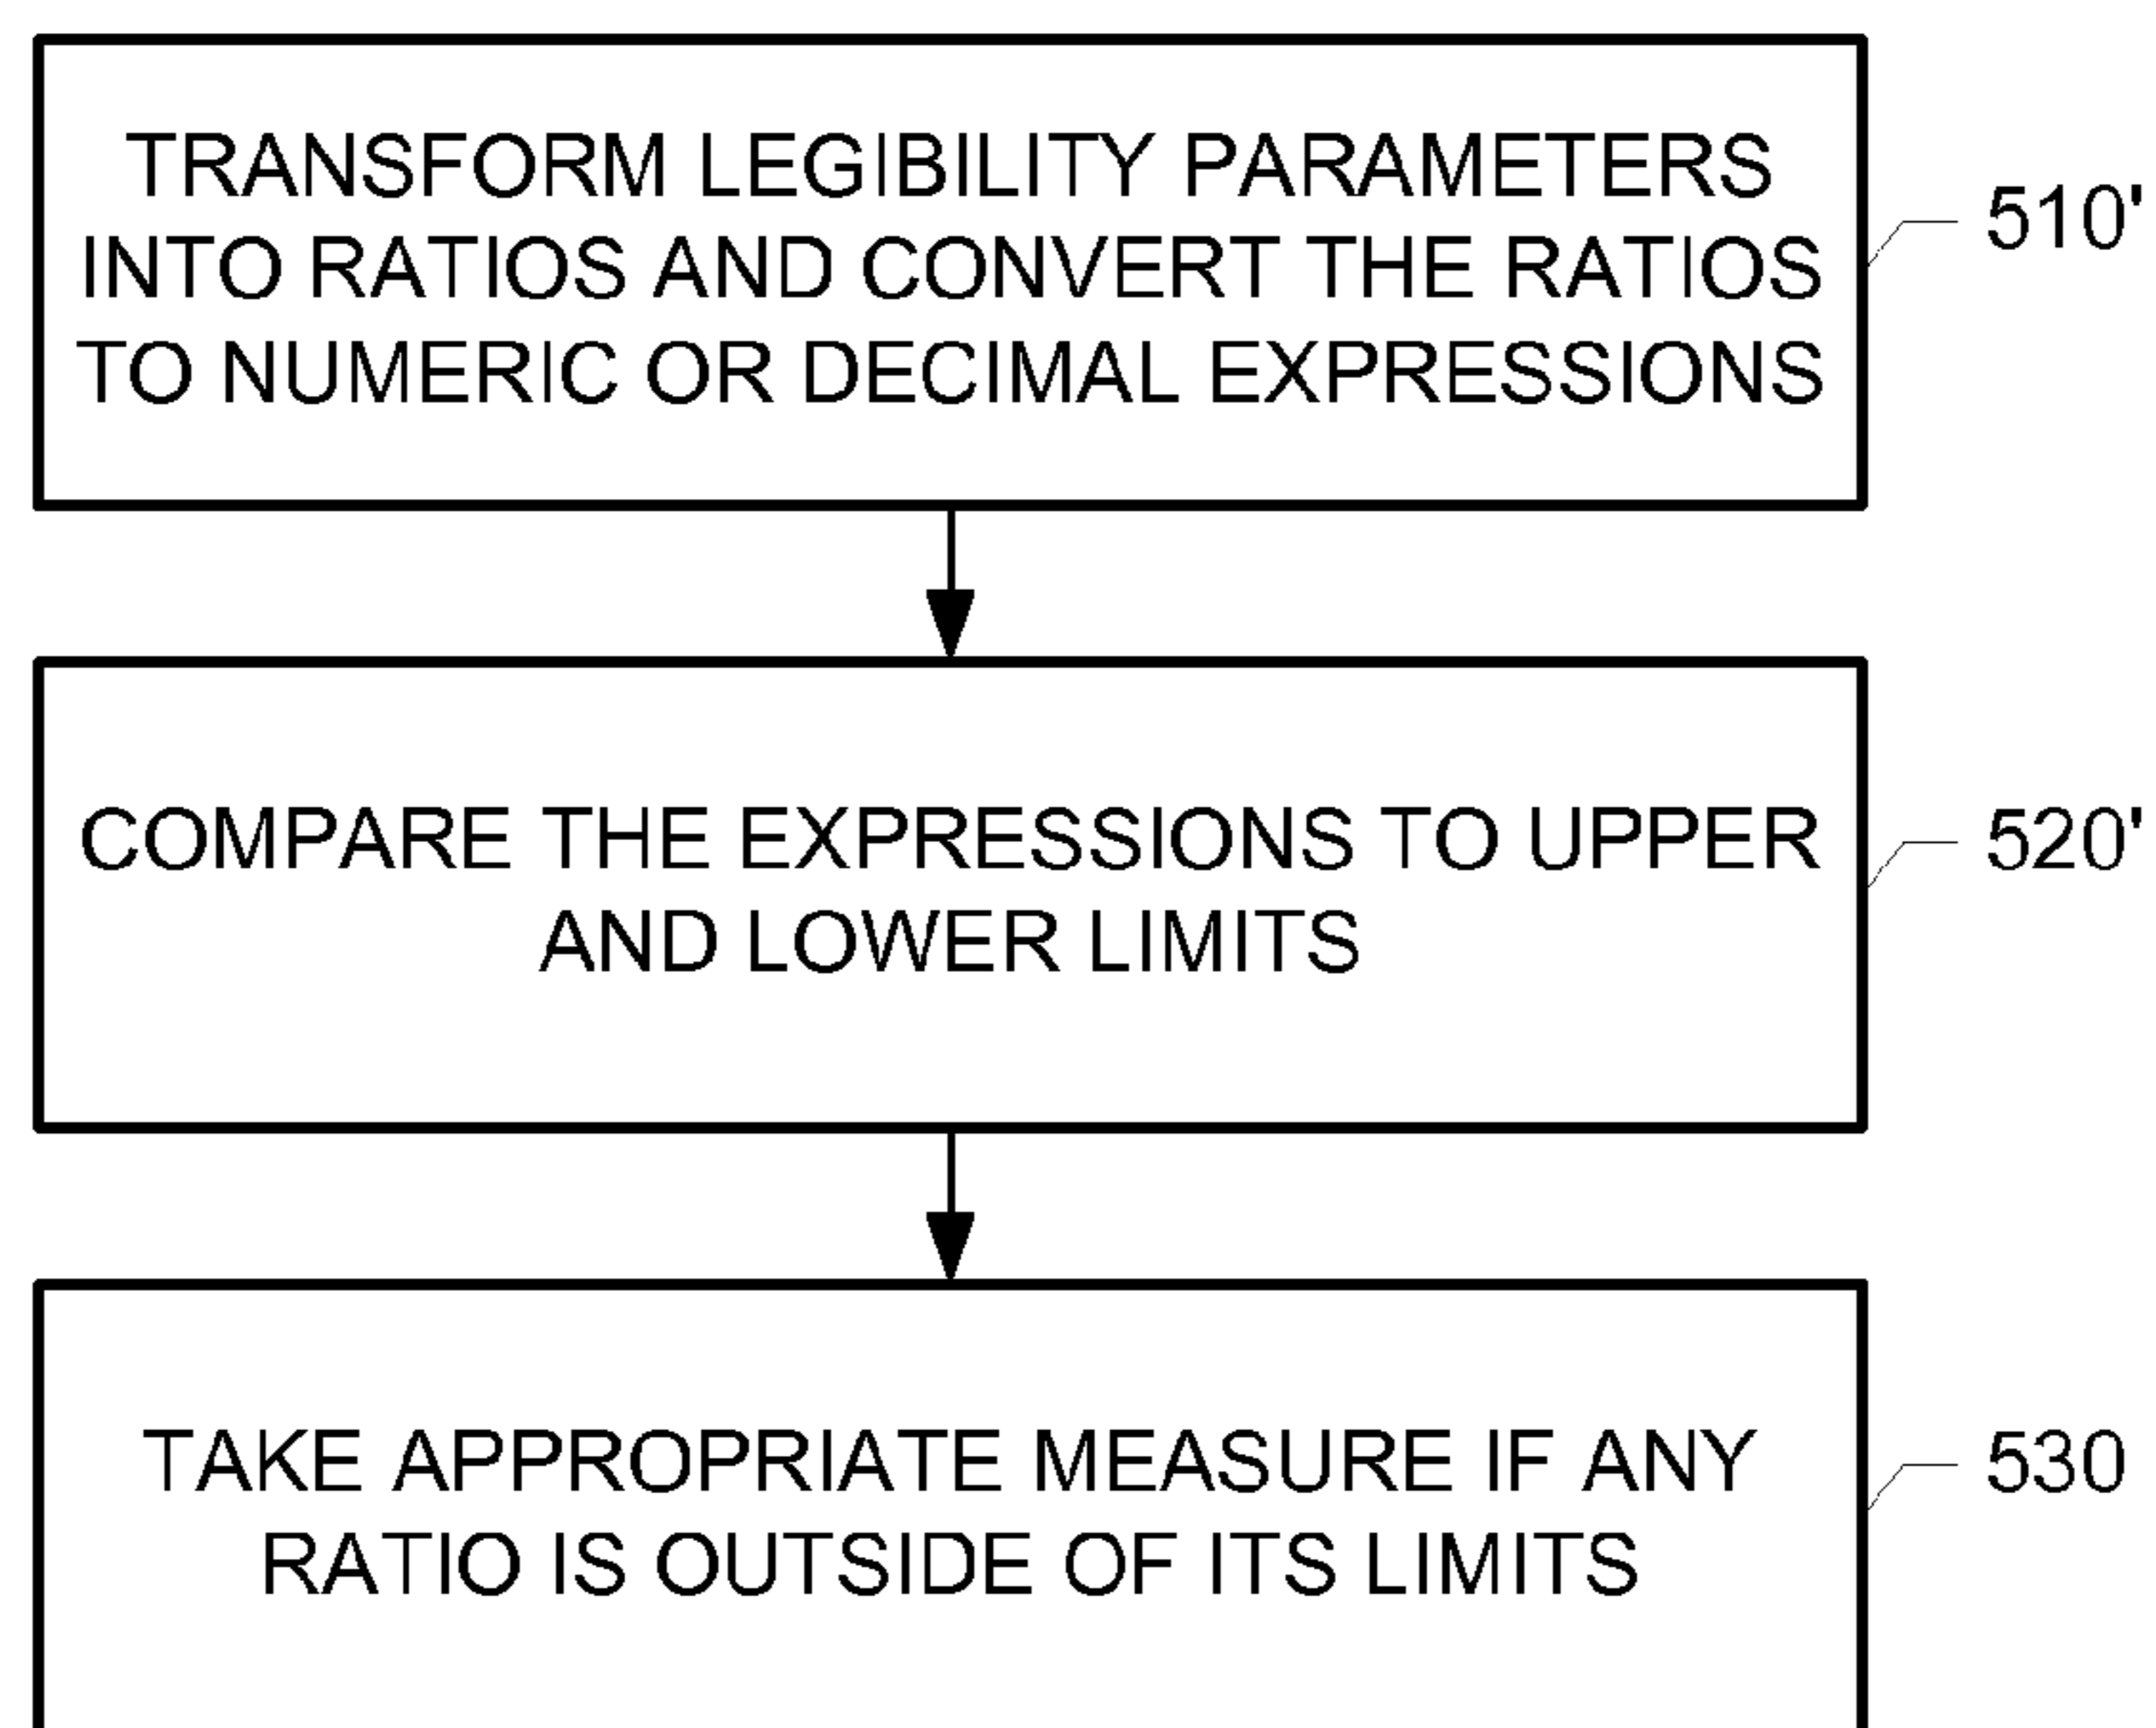 TRANSFORM LEGIBILITY PARAMETERS
INTO RATIOS AND CONVERT THE RATIOS
TO NUMERIC OR DECIMAL EXPRESSIONS
510'
COMPARE THE EXPRESSIONS TO UPPER
AND LOWER LIMITS
520'
TAKE APPROPRIATE MEASURE IF ANY
RATIO IS OUTSIDE OF ITS LIMITS
530